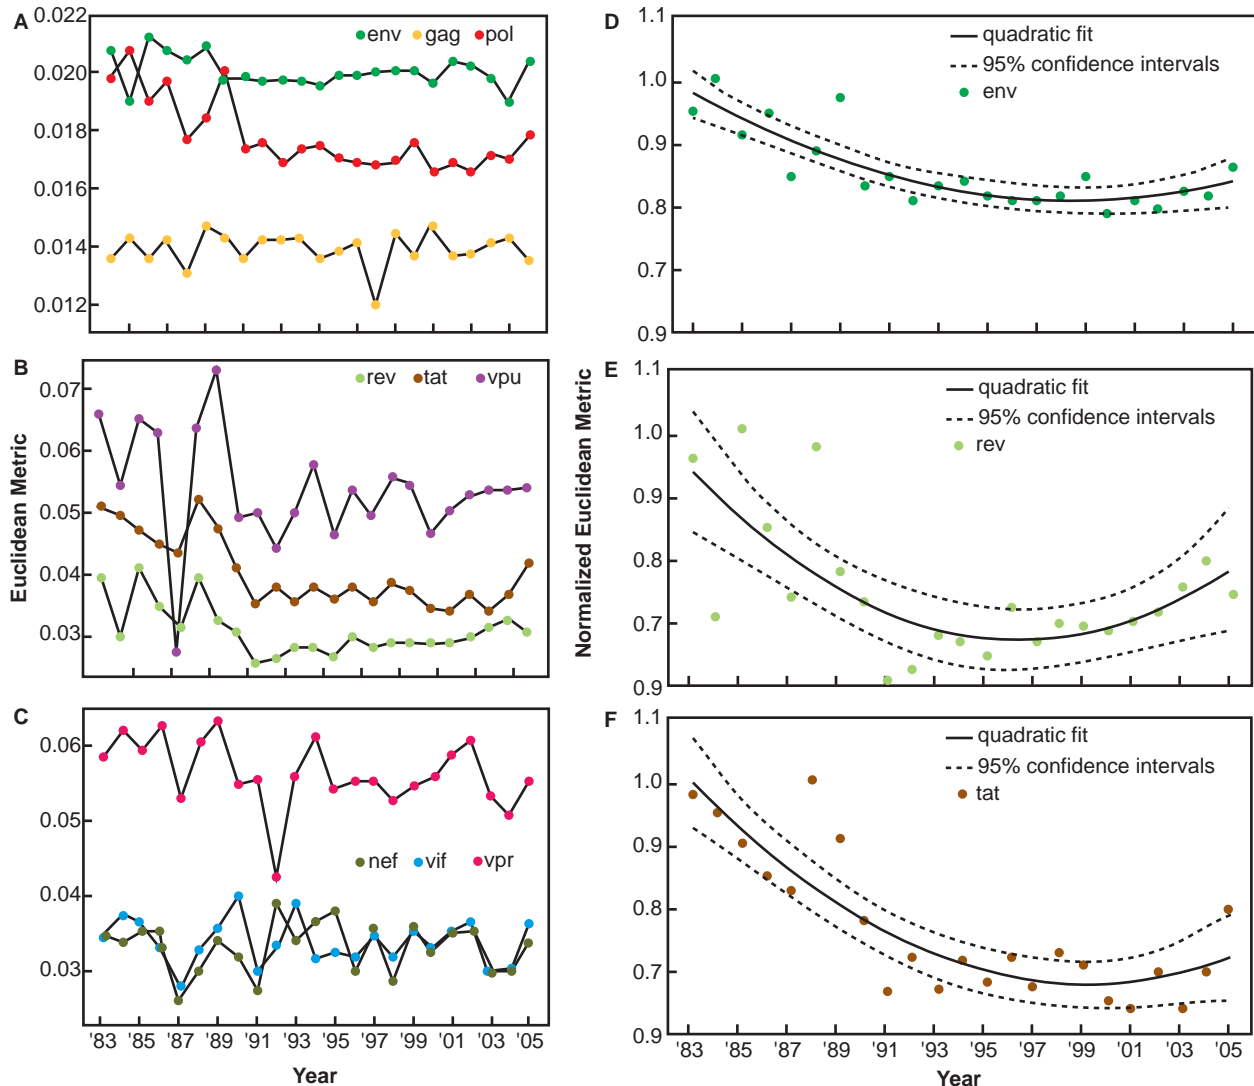 A
0.022
0.020
0.018
0.016
0.014
0.012
env gag pol
B
0.07
0.06
0.05
0.04
0.03
rev tat vpu
Euclidean Metric
C
0.06
0.05
0.04
0.03
nef vif vpr
'83 '85 '87 '89 '91 '93 '95 '97 '99 '01 '03 '05
Year
D
1.1
1.0
0.9
0.8
0.7
0.9
quadratic fit
95% confidence intervals
env
E
1.1
1.0
0.9
0.8
0.7
0.9
quadratic fit
95% confidence intervals
rev
Normalized Euclidean Metric
F
1.1
1.0
0.9
0.8
0.7
0.9
quadratic fit
95% confidence intervals
tat
'83 '85 '87 '89 '91 '93 '95 '97 '99 '01 '03 '05
Year